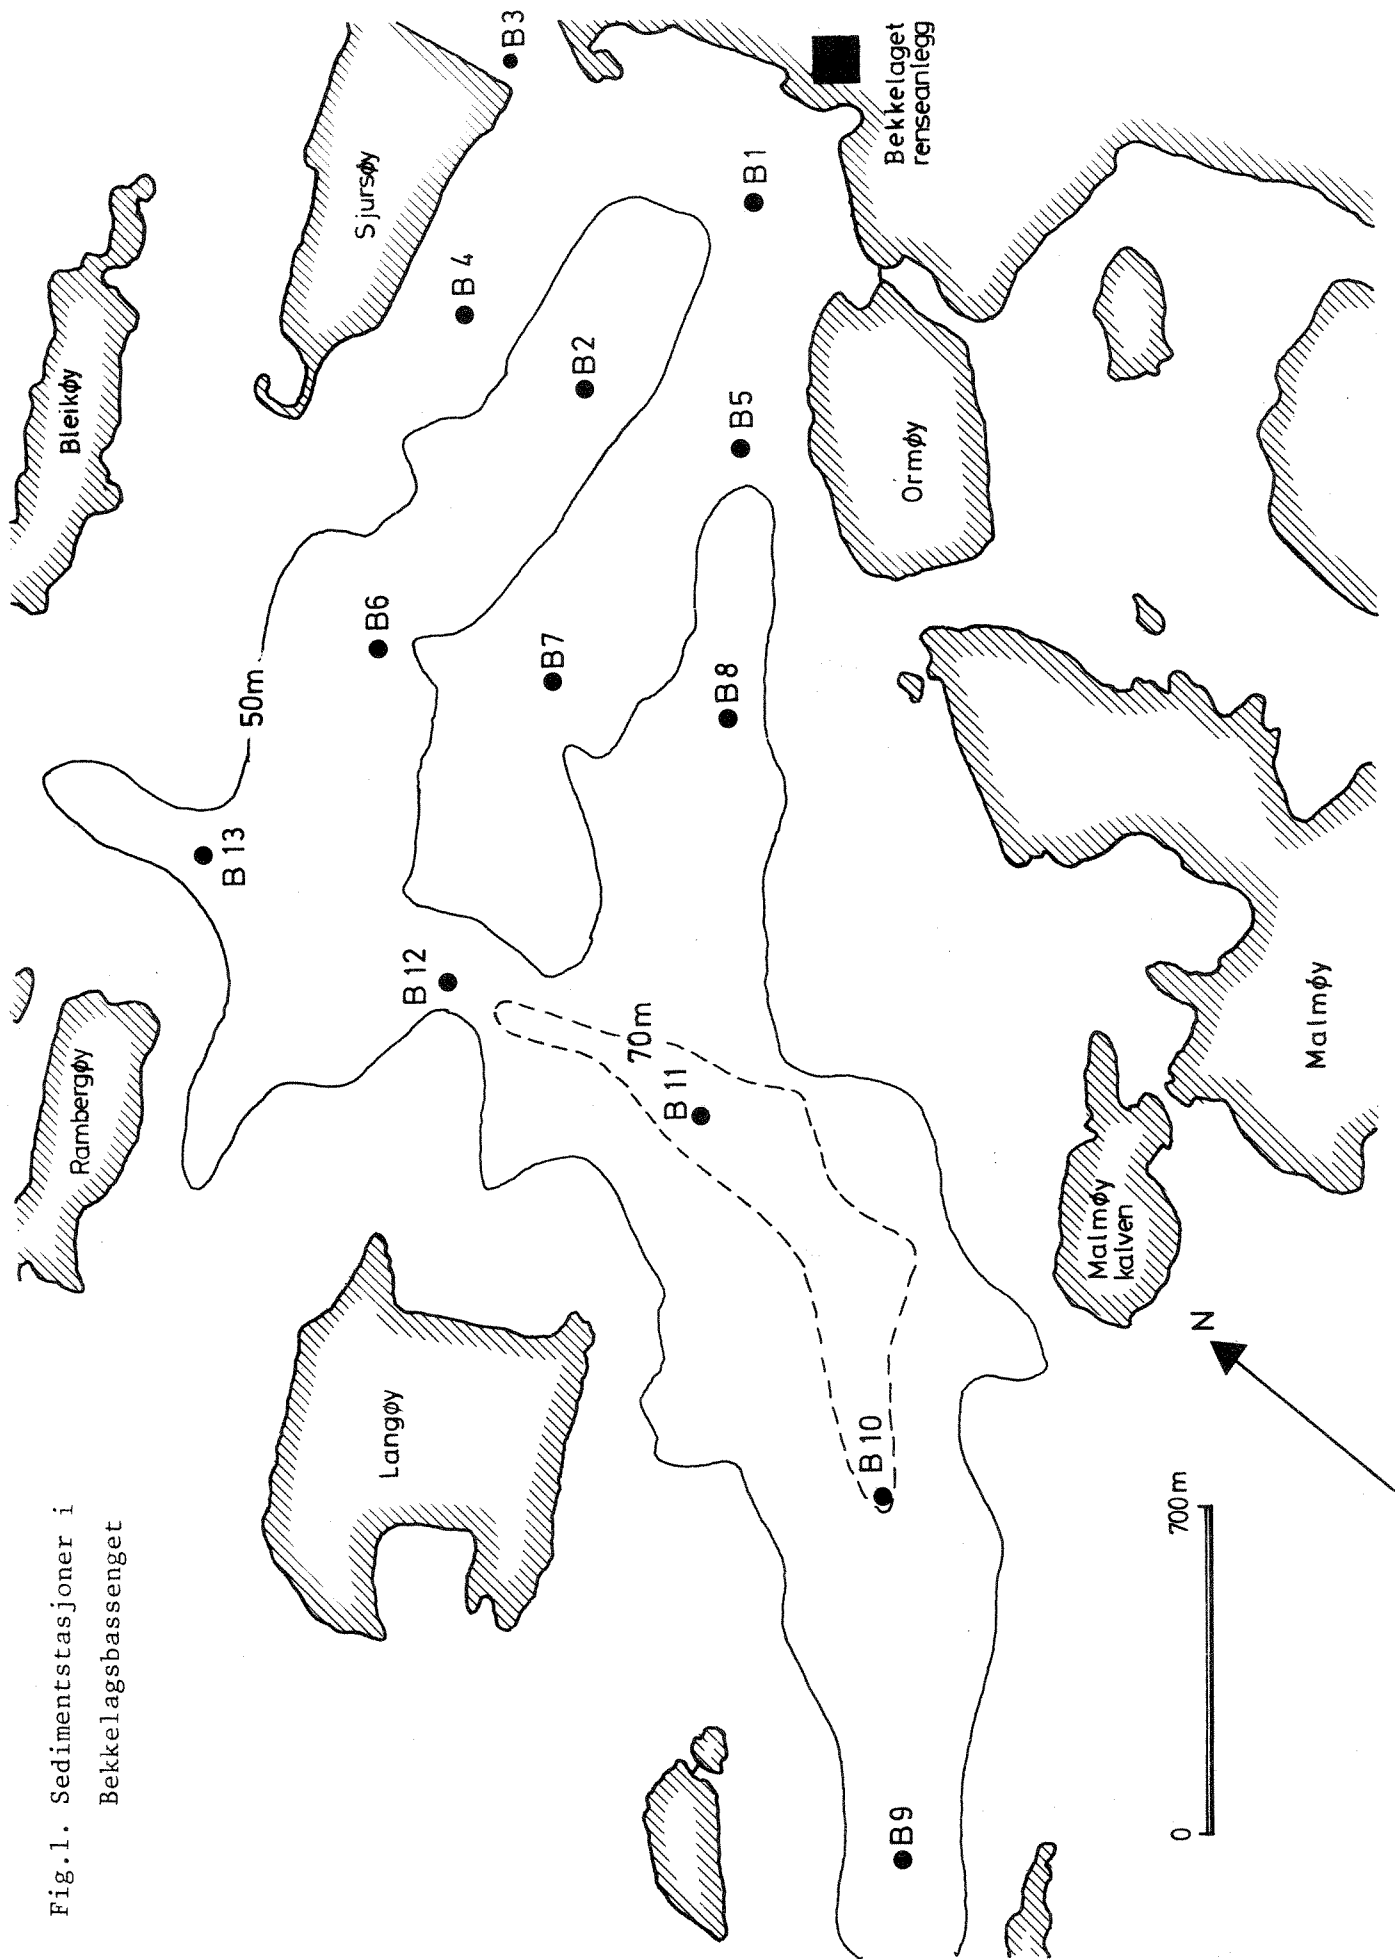 Fig.1. Sedimentstasjoner i
Bekkelagsbassenget
Bleikøy
Sjursøy
B3
Bekkelaget
renseanlegg
B1
B4
B2
B5
Ormøy
50m
B6
B7
B8
B13
B12
Rambergøy
70m
B11
Malmøy
Malmøy
kalven
Langøy
B10
B9
N
0
700m